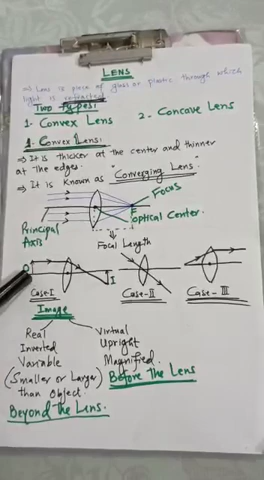 LENS
⇒ Lens is piece of glass or plastic through which
light is refracted
Two Types:
1- Convex Lens 2- Concave Lens
1- Convex Lens:
⇒ It is thicker at the center and thinner
at the edges.
⇒ It is known as "Converging Lens"
Focus
F
Optical Center.
Principal
Axis
Focal Length
O
I
Case-I Case-II Case-III
Image
Real Virtual
Inverted Upright
Variable Magnified.
(Smaller or Larger) Before the Lens
than Object.
Beyond the Lens.